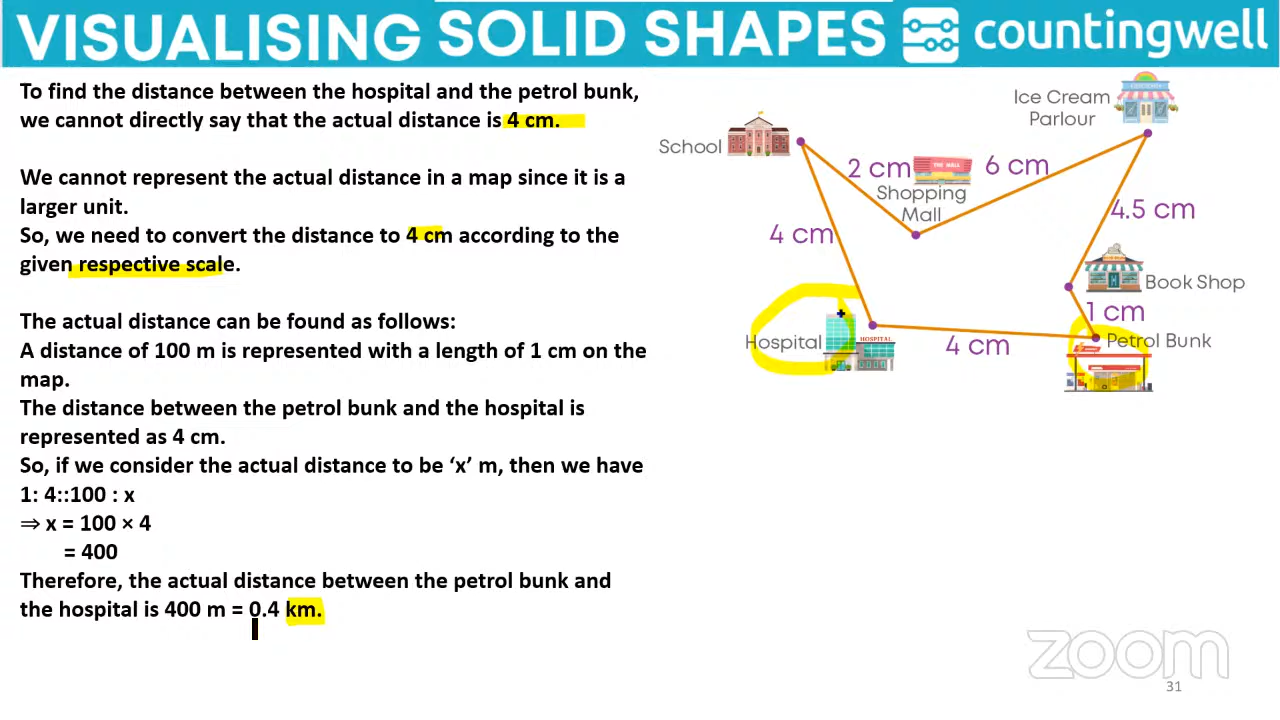 VISUALISING SOLID SHAPES
countingwell
To find the distance between the hospital and the petrol bunk,
we cannot directly say that the actual distance is 4 cm.
We cannot represent the actual distance in a map since it is a
larger unit.
So, we need to convert the distance to 4 cm according to the
given respective scale.
The actual distance can be found as follows:
A distance of 100 m is represented with a length of 1 cm on the
map.
The distance between the petrol bunk and the hospital is
represented as 4 cm.
So, if we consider the actual distance to be ‘x’ m, then we have
1: 4::100 : x
⇒ x = 100 × 4
= 400
Therefore, the actual distance between the petrol bunk and
the hospital is 400 m = 0.4 km.
School
2 cm
THE MALL
Shopping
Mall
6 cm
Ice Cream
Parlour
4.5 cm
4 cm
Book Shop
1 cm
Hospital
HOSPITAL
4 cm
Petrol Bunk
zoom
31